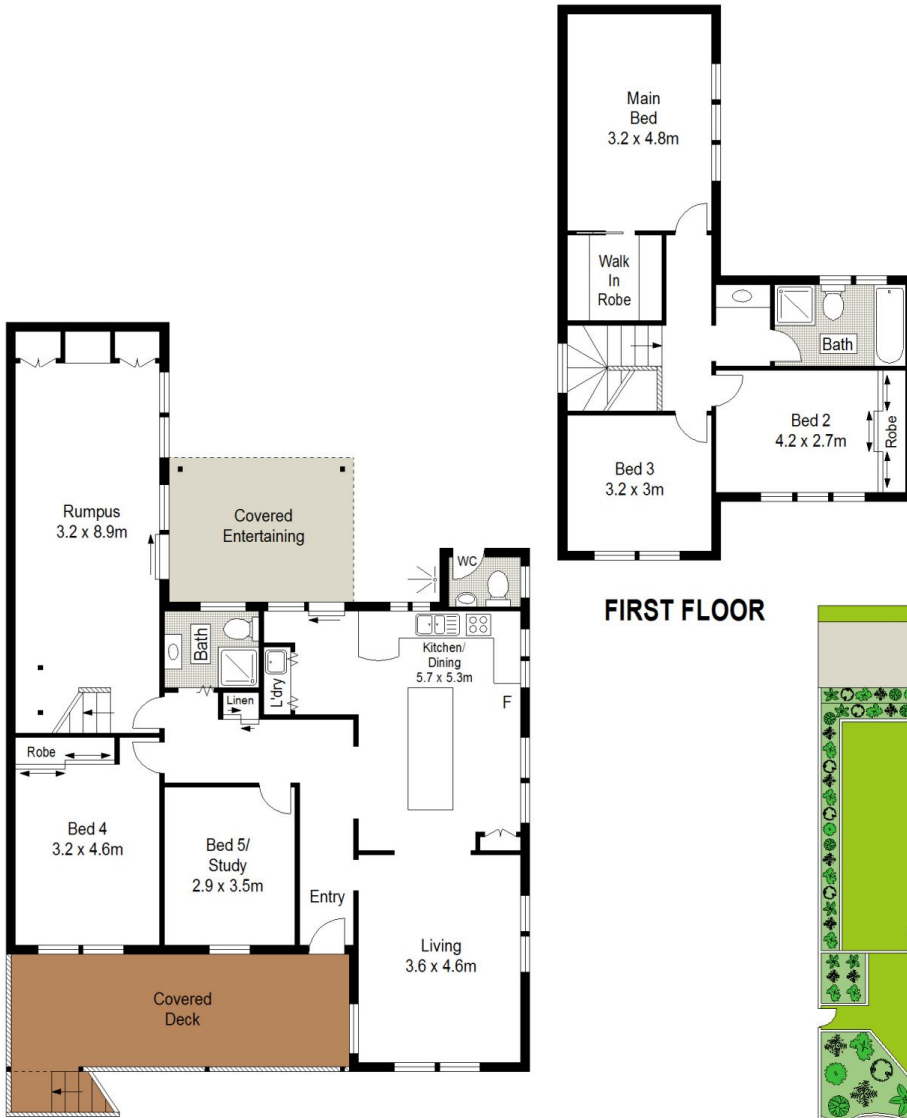 Main
Bed
3.2 x 4.8m
Walk
In
Robe
Bath
Bed 2
4.2 x 2.7m
Robe
Bed 3
3.2 x 3m
FIRST FLOOR
Rumpus
3.2 x 8.9m
Covered
Entertaining
WC
Bath
Linen
L'dry
Kitchen/
Dining
5.7 x 5.3m
F
Robe
Bed 4
3.2 x 4.6m
Bed 5/
Study
2.9 x 3.5m
Entry
Living
3.6 x 4.6m
Covered
Deck